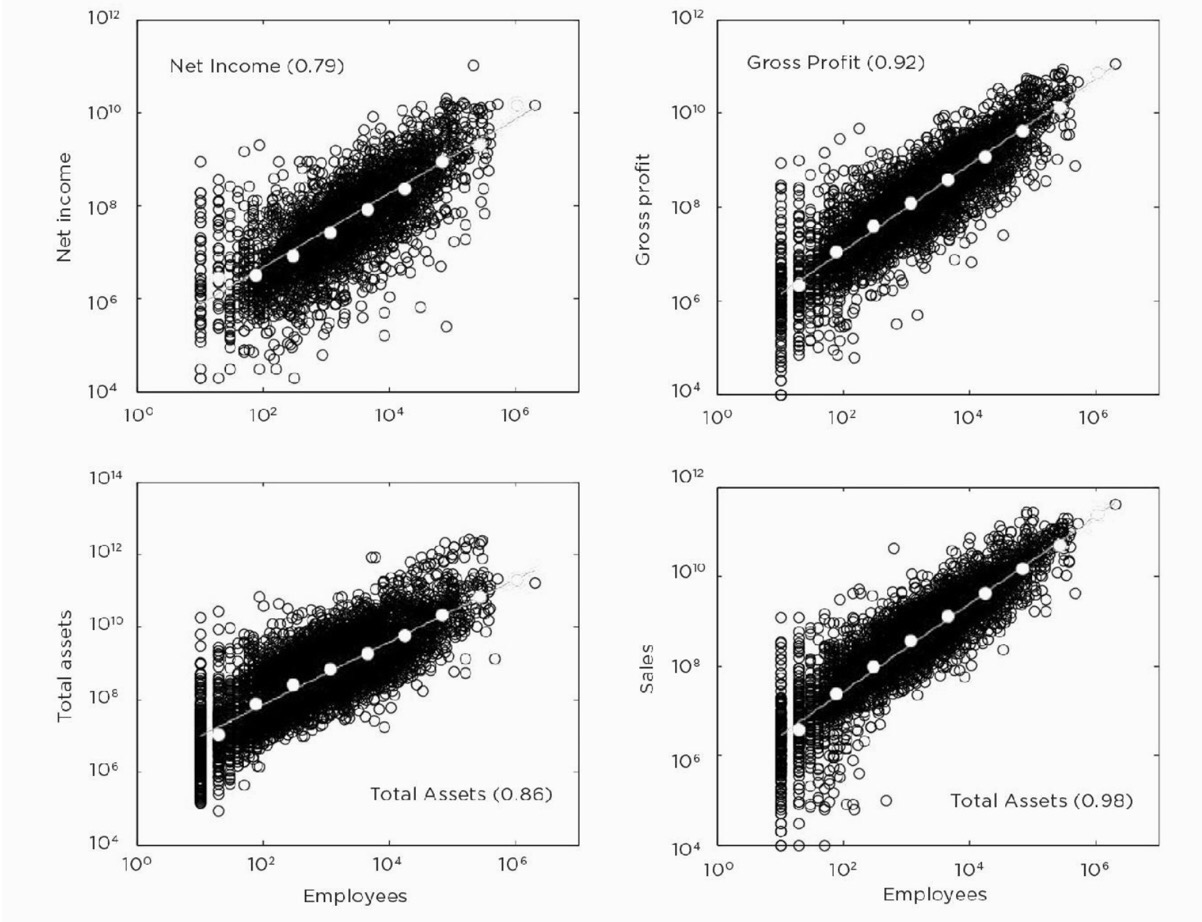 10¹²
Net Income (0.79)
10¹⁰
Net income
10⁸
10⁶
10⁴
10⁰ 10² 10⁴ 10⁶
10¹²
Gross Profit (0.92)
10¹⁰
Gross profit
10⁸
10⁶
10⁴
10⁰ 10² 10⁴ 10⁶
10¹⁴
10¹²
10¹⁰
Total assets
10⁸
10⁶
Total Assets (0.86)
10⁴
10⁰ 10² 10⁴ 10⁶
Employees
10¹²
10¹⁰
Sales
10⁸
10⁶
Total Assets (0.98)
10⁴
10⁰ 10² 10⁴ 10⁶
Employees